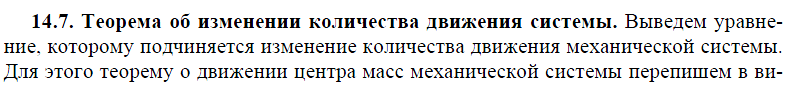 14.7. Теорема об изменении количества движения системы. Выведем уравне-
ние, которому подчиняется изменение количества движения механической системы.
Для этого теорему о движении центра масс механической системы перепишем в ви-